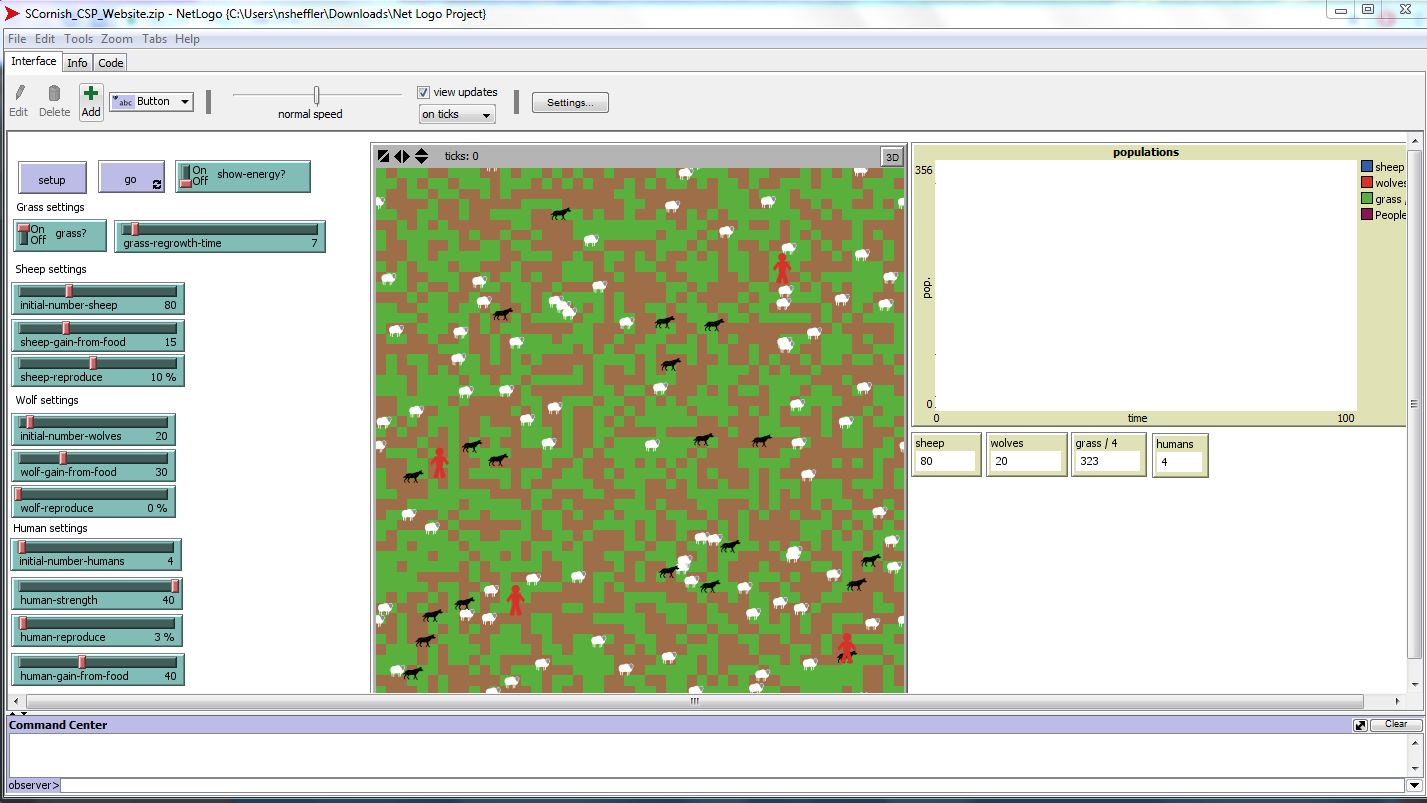 SCornish_CSP_Website.zip - NetLogo {C:\Users\nsheffler\Downloads\Net Logo Project}
File Edit Tools Zoom Tabs Help
Interface Info Code
Edit Delete Add abc Button normal speed view updates on ticks Settings...
setup go On Off show-energy?
Grass settings
On Off grass? grass-regrowth-time 7
Sheep settings
initial-number-sheep 80
sheep-gain-from-food 15
sheep-reproduce 10 %
Wolf settings
initial-number-wolves 20
wolf-gain-from-food 30
wolf-reproduce 0 %
Human settings
initial-number-humans 4
human-strength 40
human-reproduce 3 %
human-gain-from-food 40
ticks: 0 3D
populations
356
pop.
0
0 time 100
sheep
wolves
grass /
People
sheep wolves grass / 4 humans
80 20 323 4
Command Center Clear
observer>